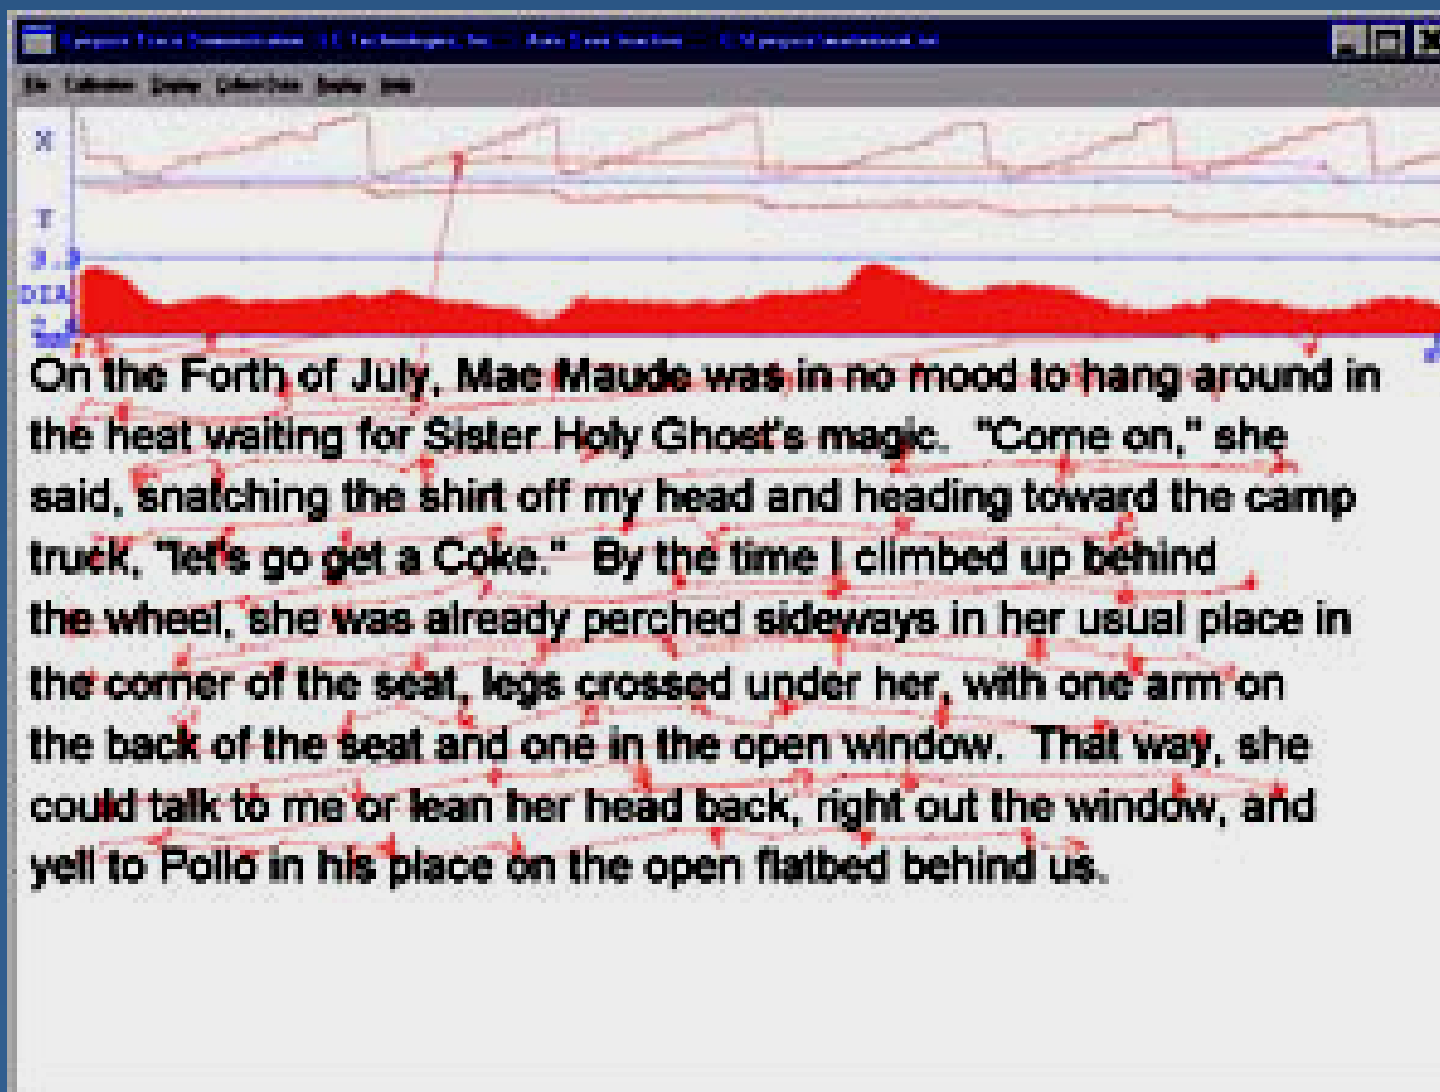 X
Y
DIA
On the Forth of July, Mae Maude was in no mood to hang around in
the heat waiting for Sister Holy Ghost's magic. "Come on," she
said, snatching the shirt off my head and heading toward the camp
truck, "let's go get a Coke." By the time I climbed up behind
the wheel, she was already perched sideways in her usual place in
the corner of the seat, legs crossed under her, with one arm on
the back of the seat and one in the open window. That way, she
could talk to me or lean her head back, right out the window, and
yell to Pollo in his place on the open flatbed behind us.